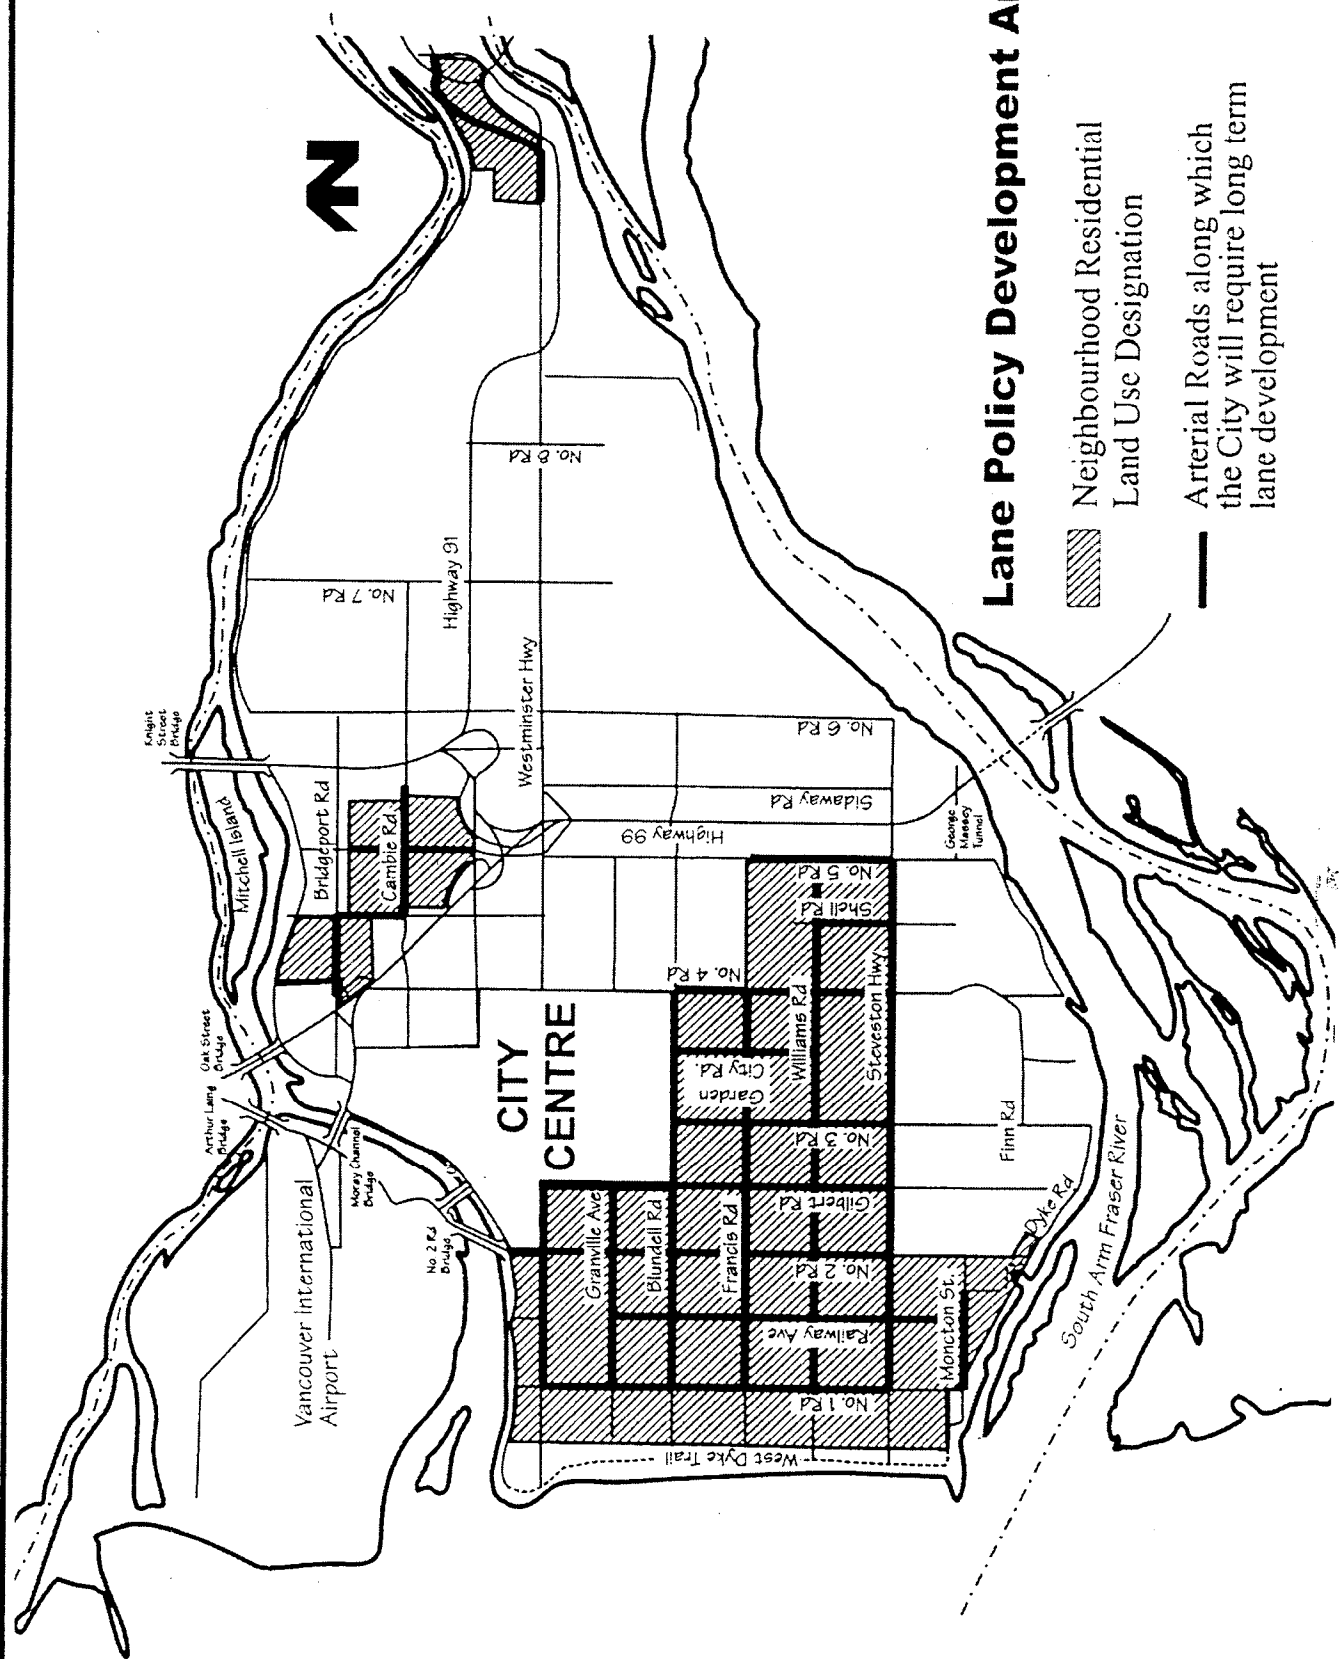 N
Knight
Street
Bridge
Mitchell Island
Oak Street
Bridge
Arthur Laing
Bridge
Moray Channel
Bridge
No. 2 Rd
Bridge
Vancouver International
Airport
Bridgeport Rd
Cambie Rd
No. 7 Rd
Highway 91
No. 8 Rd
Westminster Hwy
No. 6 Rd
Sidaway Rd
Highway 99
George
Massey
Tunnel
CITY
CENTRE
No. 5 Rd
Shell Rd
No. 4 Rd
Williams Rd
Steveston Hwy
Garden
City Rd.
No. 3 Rd
Gilbert Rd
Granville Ave
Blundell Rd
Francis Rd
No. 2 Rd
Railway Ave
No. 1 Rd
Moncton St.
West Dyke Trail
Finn Rd
Dyke Rd
South Arm Fraser River
Lane Policy Development
Neighbourhood Residential
Land Use Designation
Arterial Roads along which
the City will require long term
lane development